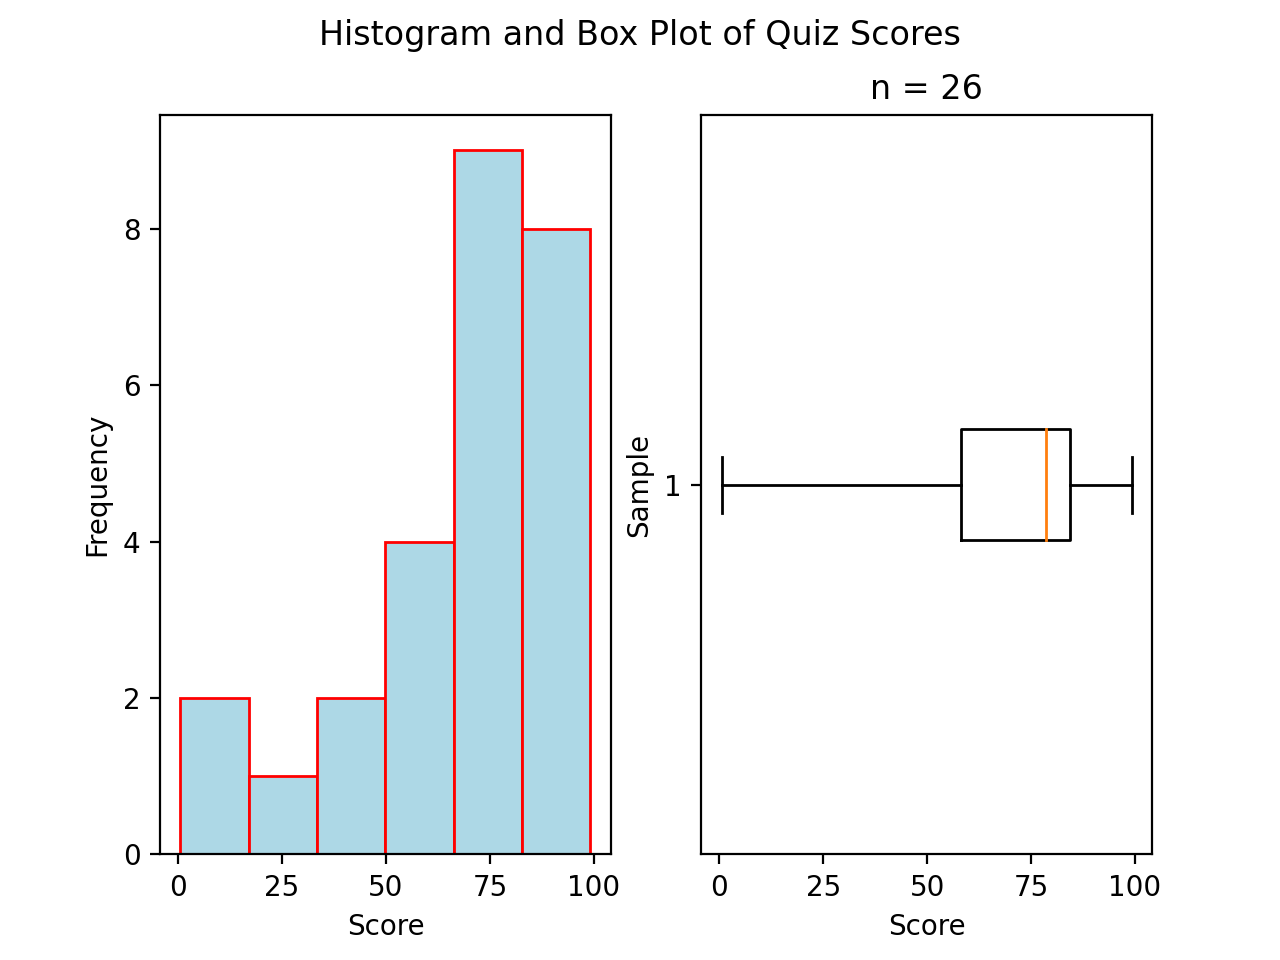 Histogram and Box Plot of Quiz Scores
Frequency
8
6
4
2
0
0 25 50 75 100
Score
n = 26
Sample
1
0 25 50 75 100
Score